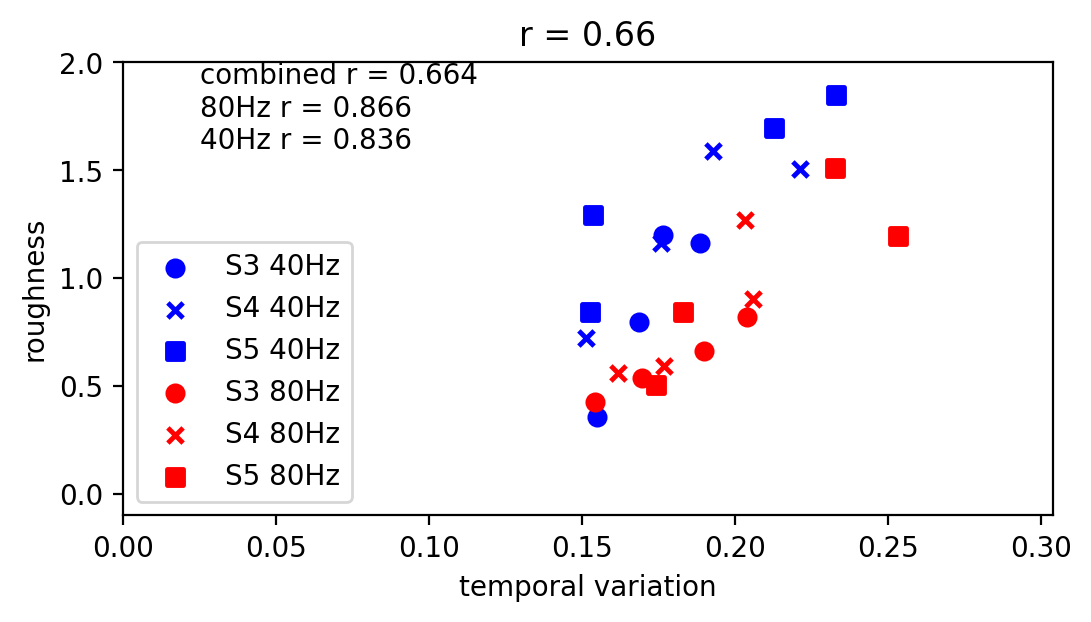 r = 0.66
combined r = 0.664
80Hz r = 0.866
40Hz r = 0.836
2.0
1.5
1.0
0.5
0.0
roughness
S3 40Hz
S4 40Hz
S5 40Hz
S3 80Hz
S4 80Hz
S5 80Hz
0.00 0.05 0.10 0.15 0.20 0.25 0.30
temporal variation